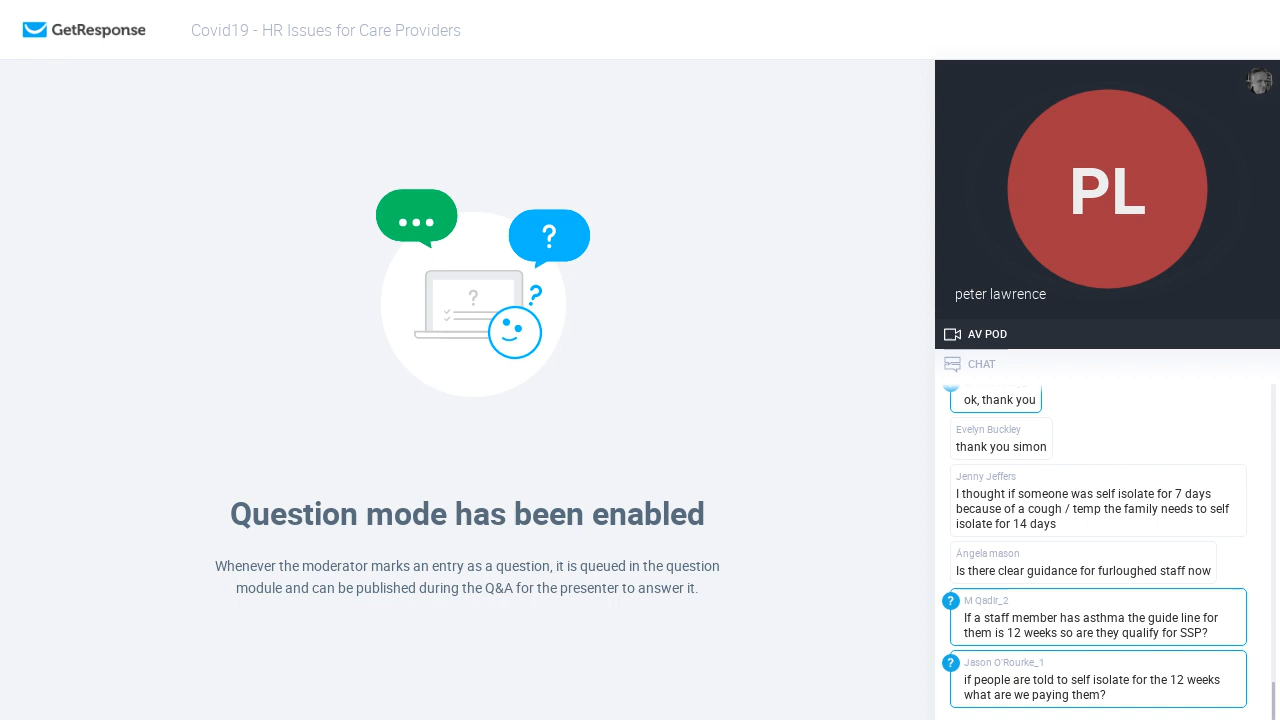 GetResponse
Covid19 - HR Issues for Care Providers
?
?
?
?
PL
peter lawrence
AV POD
CHAT
ok, thank you
Evelyn Buckley
thank you simon
Jenny Jeffers
I thought if someone was self isolate for 7 days
because of a cough / temp the family needs to self
isolate for 14 days
Angela mason
Is there clear guidance for furloughed staff now
? M Qadir_2
If a staff member has asthma the guide line for
them is 12 weeks so are they qualify for SSP?
? Jason O'Rourke_1
if people are told to self isolate for the 12 weeks
what are we paying them?
Question mode has been enabled
Whenever the moderator marks an entry as a question, it is queued in the question
module and can be published during the Q&A for the presenter to answer it.